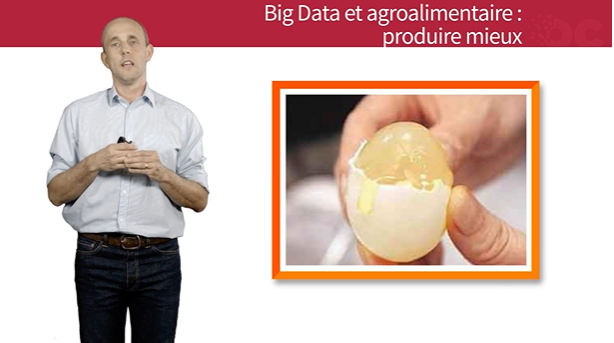 Big Data et agroalimentaire :
produire mieux